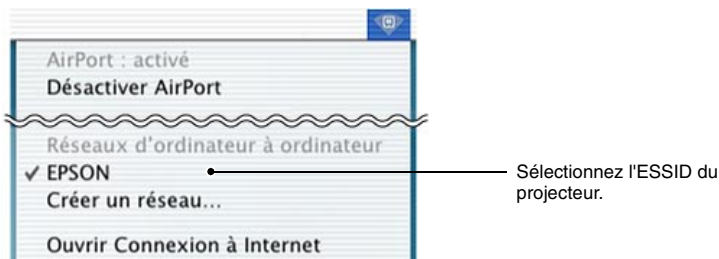 AirPort : activé
Désactiver AirPort
Réseaux d'ordinateur à ordinateur
✓ EPSON
Sélectionnez l'ESSID du
projecteur.
Créer un réseau...
Ouvrir Connexion à Internet